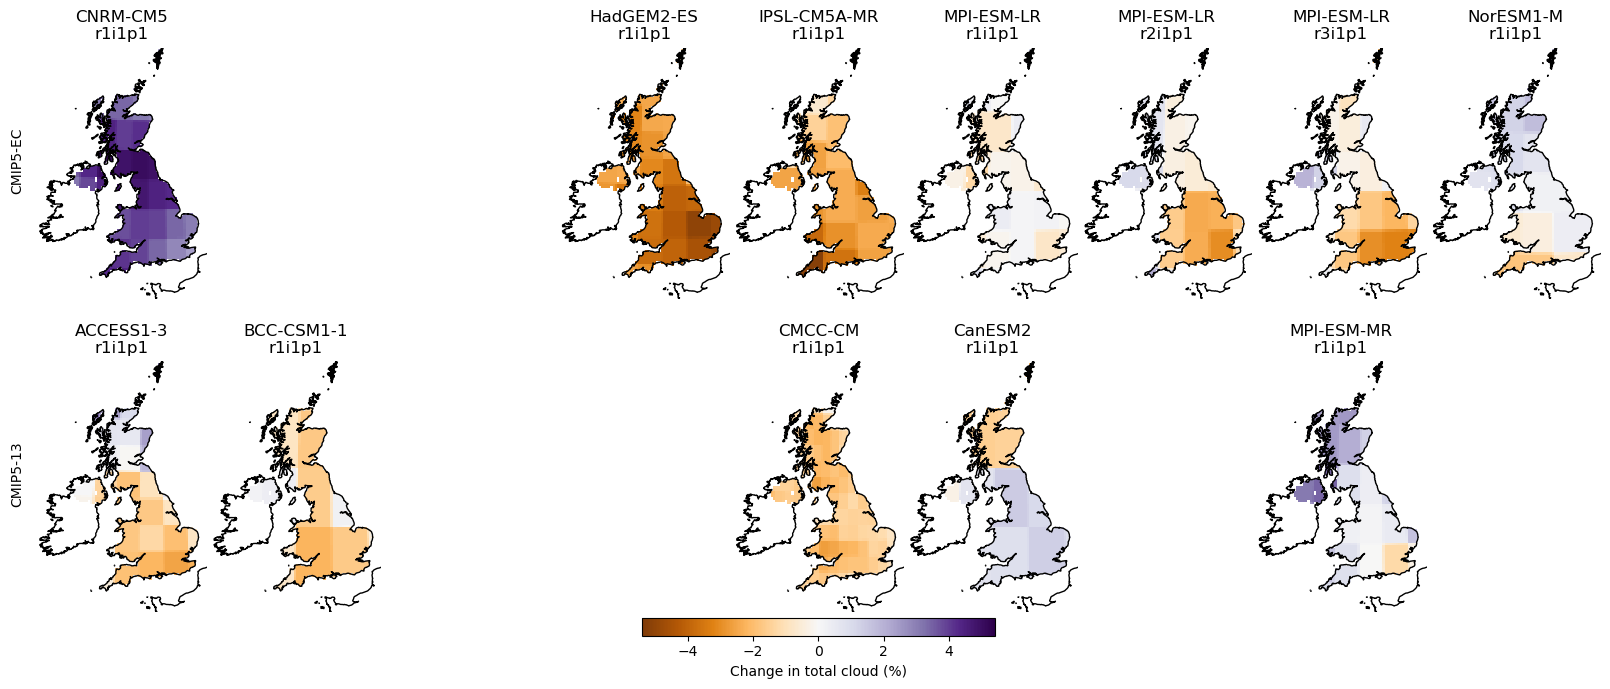 CNRM-CM5
r1i1p1
HadGEM2-ES
r1i1p1
IPSL-CM5A-MR
r1i1p1
MPI-ESM-LR
r1i1p1
MPI-ESM-LR
r2i1p1
MPI-ESM-LR
r3i1p1
NorESM1-M
r1i1p1
CMIP5-EC
ACCESS1-3
r1i1p1
BCC-CSM1-1
r1i1p1
CMCC-CM
r1i1p1
CanESM2
r1i1p1
MPI-ESM-MR
r1i1p1
CMIP5-13
−4 −2 0 2 4
Change in total cloud (%)